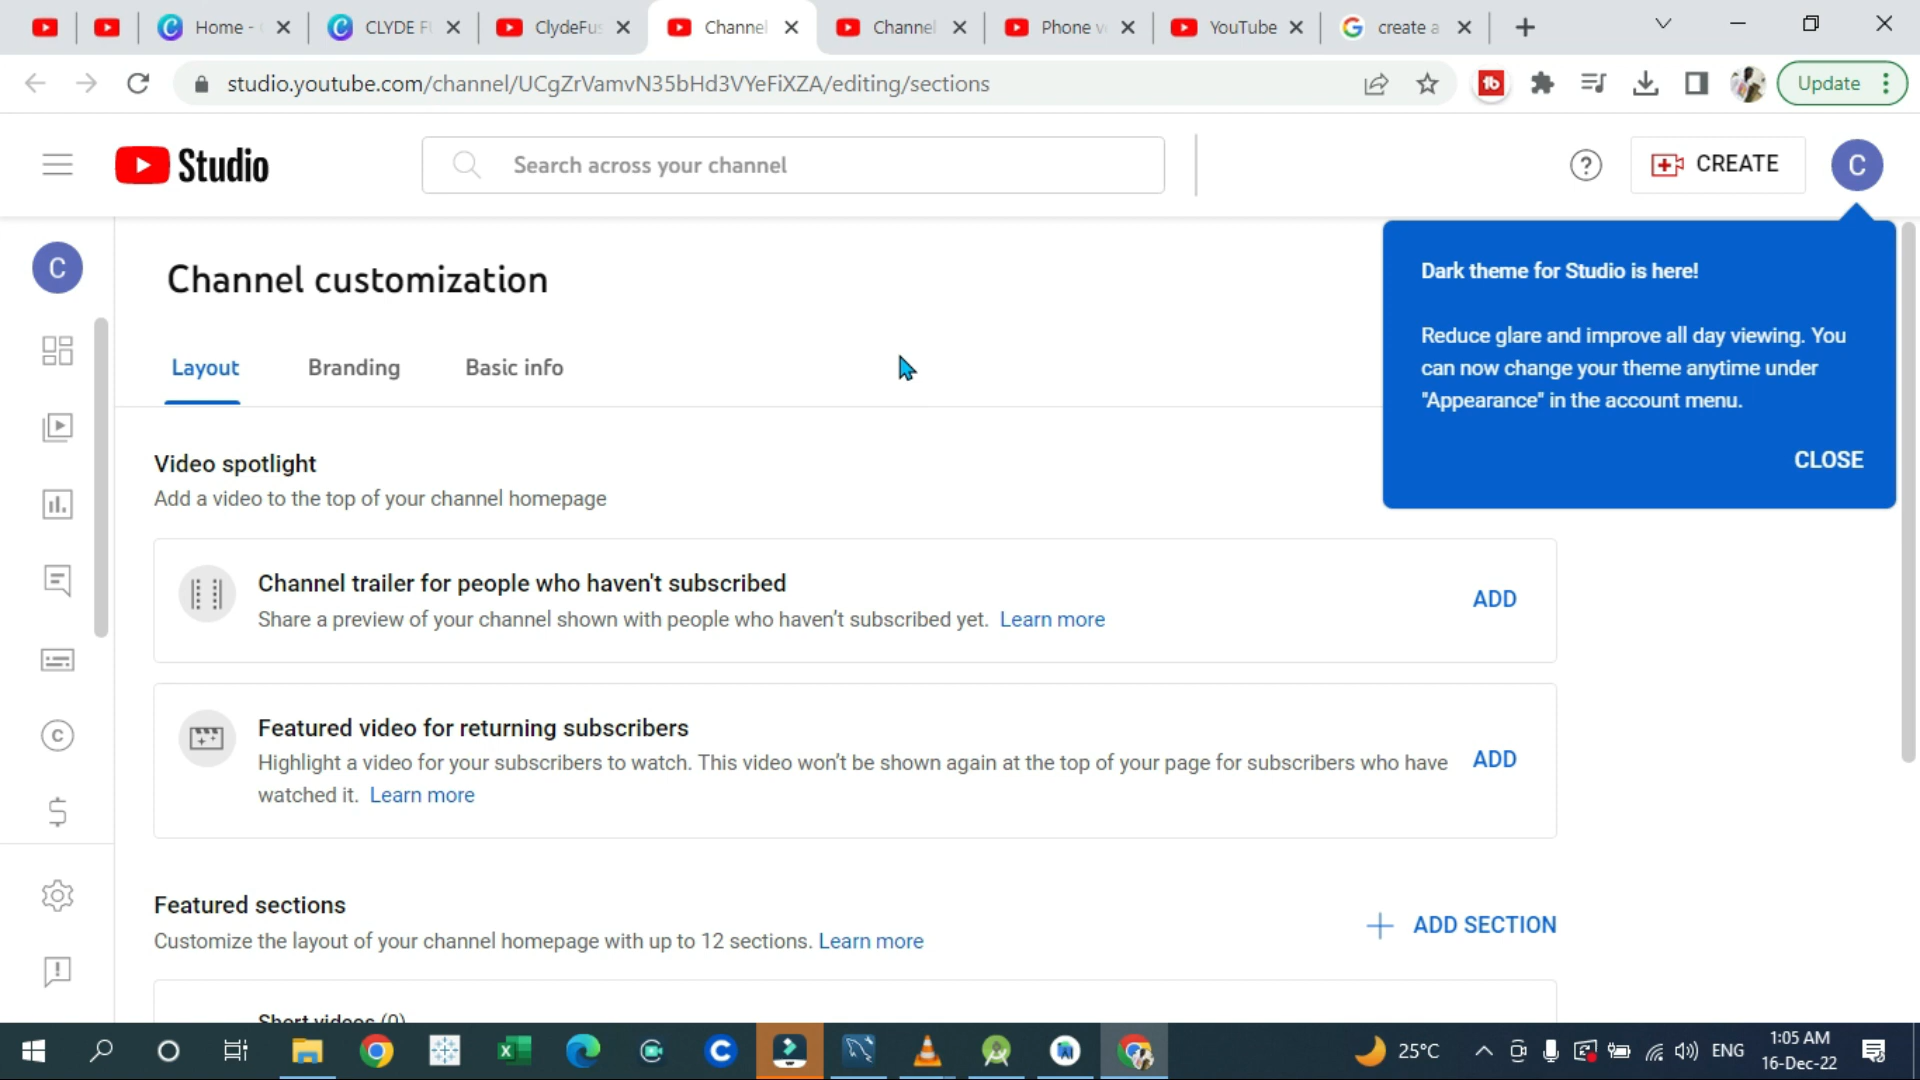 Home -
CLYDE F
ClydeFus
Channel
Channel
Phone v
YouTube
create a
studio.youtube.com/channel/UCgZrVamvN35bHd3VYeFiXZA/editing/sections
Update
Studio
Search across your channel
CREATE
C
C
Channel customization
Dark theme for Studio is here!
Reduce glare and improve all day viewing. You
can now change your theme anytime under
"Appearance" in the account menu.
CLOSE
Layout
Branding
Basic info
Video spotlight
Add a video to the top of your channel homepage
Channel trailer for people who haven't subscribed
Share a preview of your channel shown with people who haven't subscribed yet. Learn more
ADD
Featured video for returning subscribers
Highlight a video for your subscribers to watch. This video won't be shown again at the top of your page for subscribers who have
watched it. Learn more
ADD
Featured sections
Customize the layout of your channel homepage with up to 12 sections. Learn more
ADD SECTION
Short videos (0)
25°C
ENG
1:05 AM
16-Dec-22